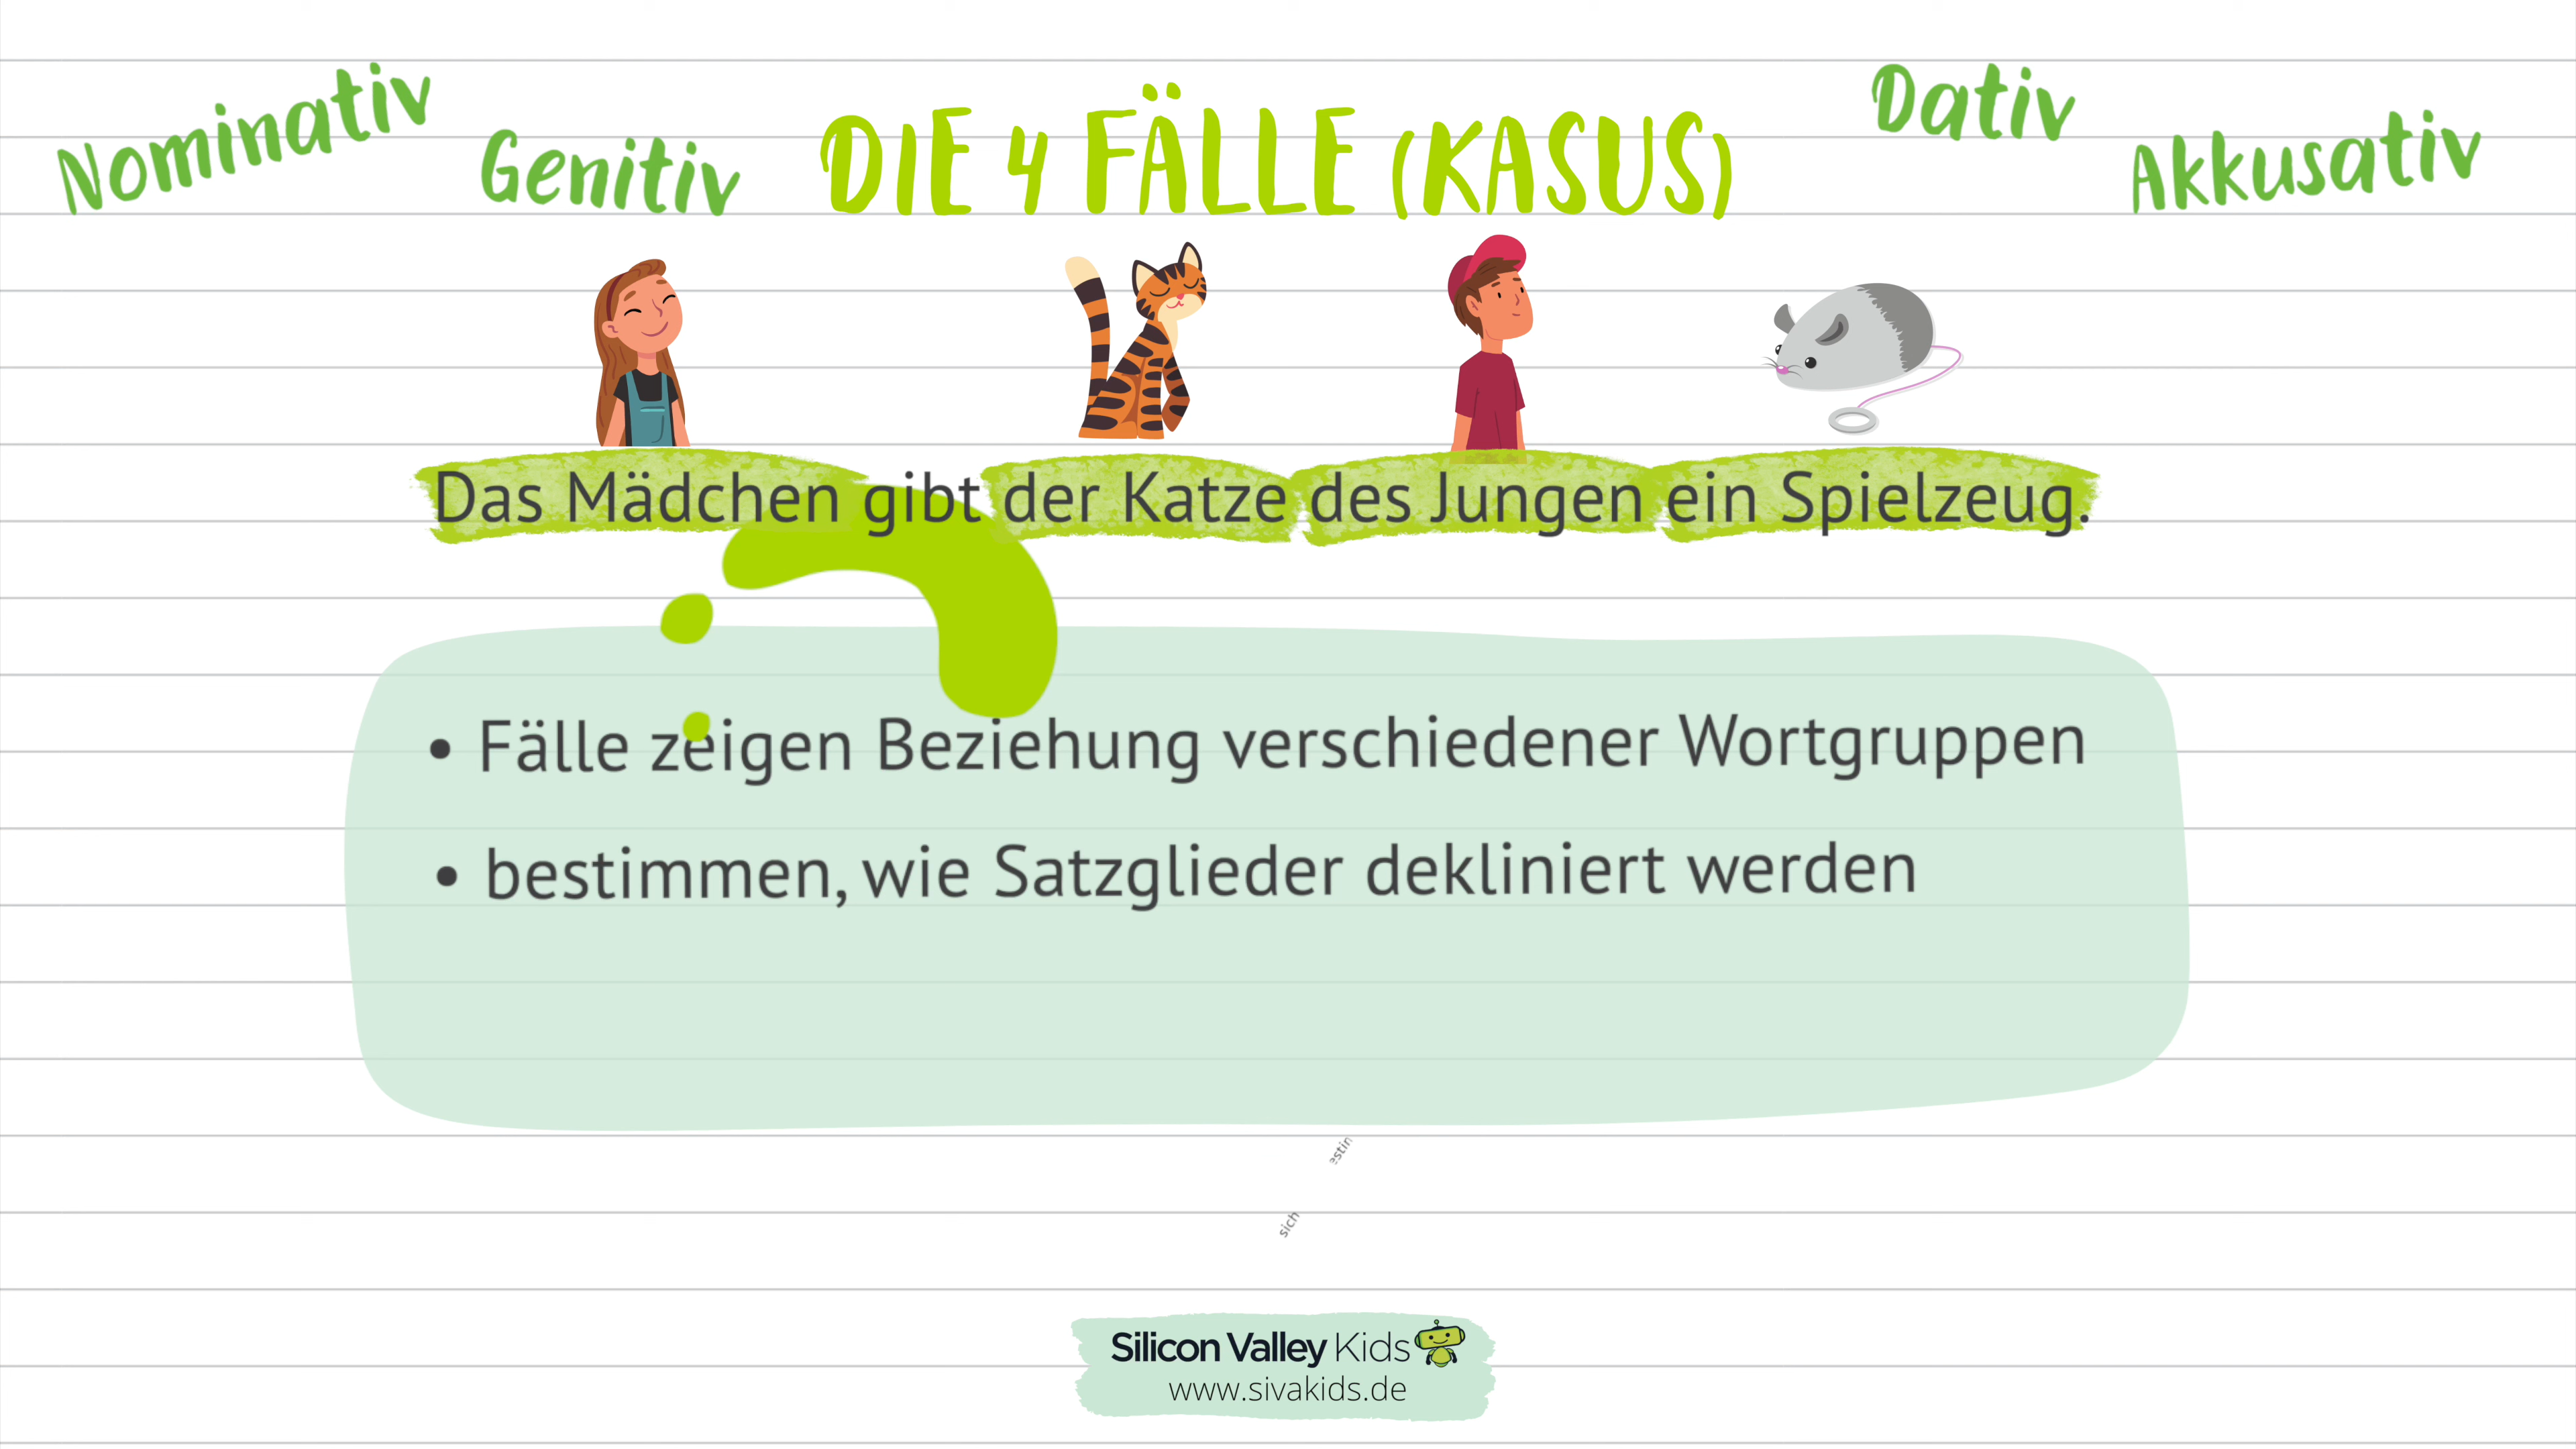 Nominativ
Genitiv
DIE 4 FÄLLE (KASUS)
Dativ
Akkusativ
Das Mädchen gibt der Katze des Jungen ein Spielzeug.
• Fälle zeigen Beziehung verschiedener Wortgruppen
• bestimmen, wie Satzglieder dekliniert werden
sich
Silicon Valley Kids
www.sivakids.de